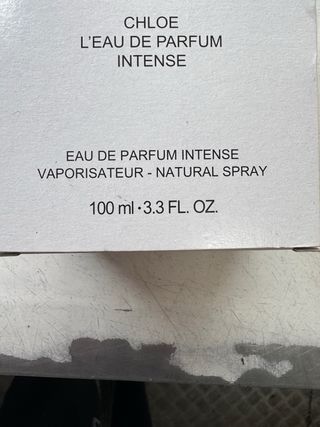 CHLOE
L'EAU DE PARFUM
INTENSE
EAU DE PARFUM INTENSE
VAPORISATEUR - NATURAL SPRAY
100 ml · 3.3 FL. OZ.